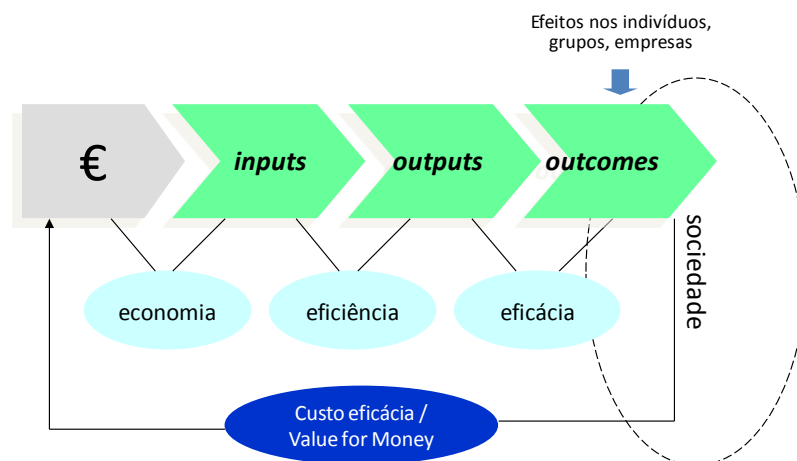 Efeitos nos indivíduos,
grupos, empresas
€
inputs
outputs
outcomes
sociedade
economia
eficiência
eficácia
Custo eficácia /
Value for Money